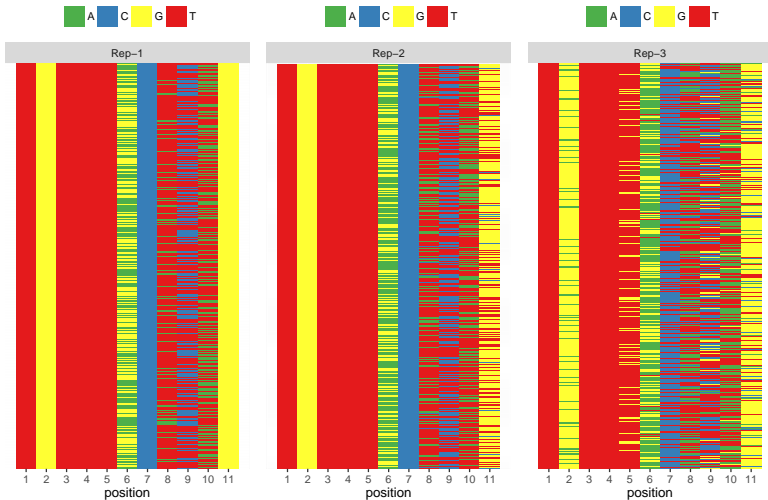 A C G T
A C G T
A C G T
Rep−1
Rep−2
Rep−3
1 2 3 4 5 6 7 8 9 10 11
1 2 3 4 5 6 7 8 9 10 11
1 2 3 4 5 6 7 8 9 10 11
position
position
position